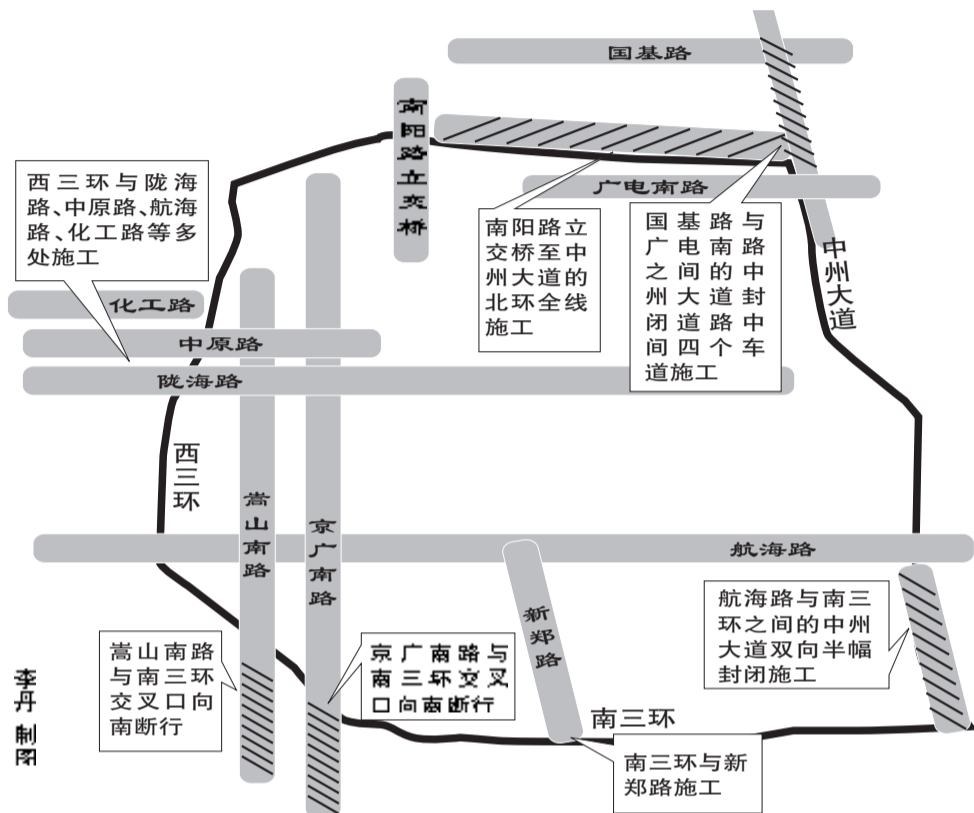 国基路
南阳路立交桥
广电南路
西三环与陇海
路、中原路、航海
路、化工路等多
处施工
南阳路立
交桥至中
州大道的
北环全线
施工
国基路与
广电南路
之间的中
州大道封
闭道路中
间四个车
道施工
中州大道
化工路
中原路
陇海路
西三环
嵩山南路
京广南路
航海路
新郑路
航海路与南三
环之间的中州
大道双向半幅
封闭施工
嵩山南路
与南三环
交叉口向
南断行
京广南路与
南三环交叉
口向南断行
南三环
南三环与新
郑路施工
李丹 制图